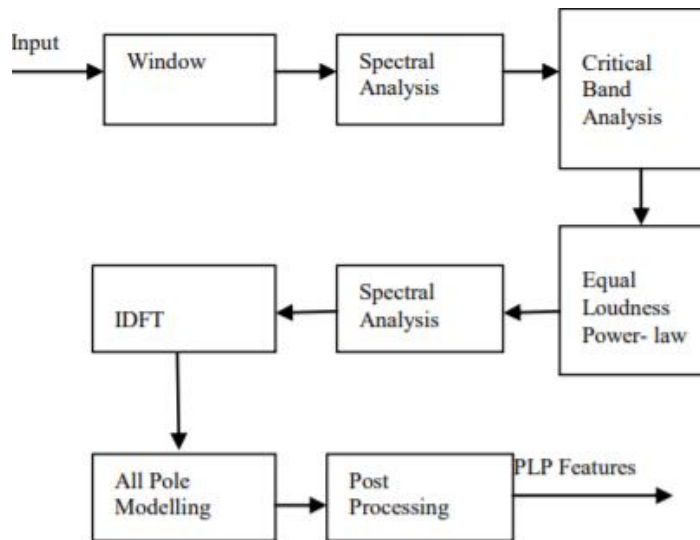 Input
Window
Spectral
Analysis
Critical
Band
Analysis
Equal
Loudness
Power- law
Spectral
Analysis
IDFT
All Pole
Modelling
Post
Processing
PLP Features